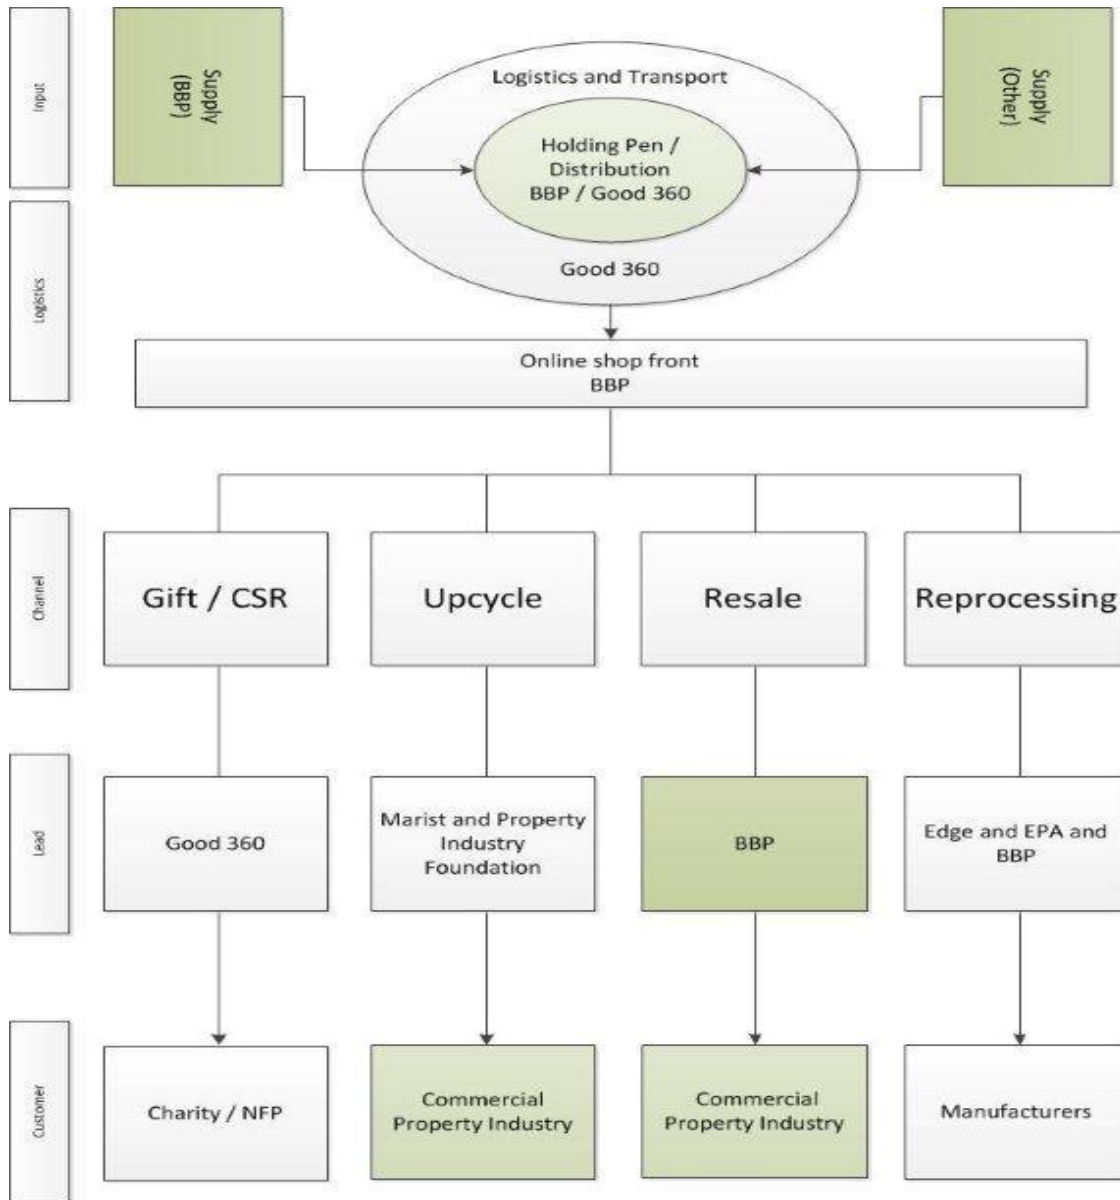 Input
Supply
(BBP)
Logistics and Transport
Holding Pen /
Distribution
BBP / Good 360
Good 360
Supply
(Other)
Logistics
Online shop front
BBP
Channel
Gift / CSR
Upcycle
Resale
Reprocessing
Lead
Good 360
Marist and Property
Industry
Foundation
BBP
Edge and EPA and
BBP
Customer
Charity / NFP
Commercial
Property Industry
Commercial
Property Industry
Manufacturers